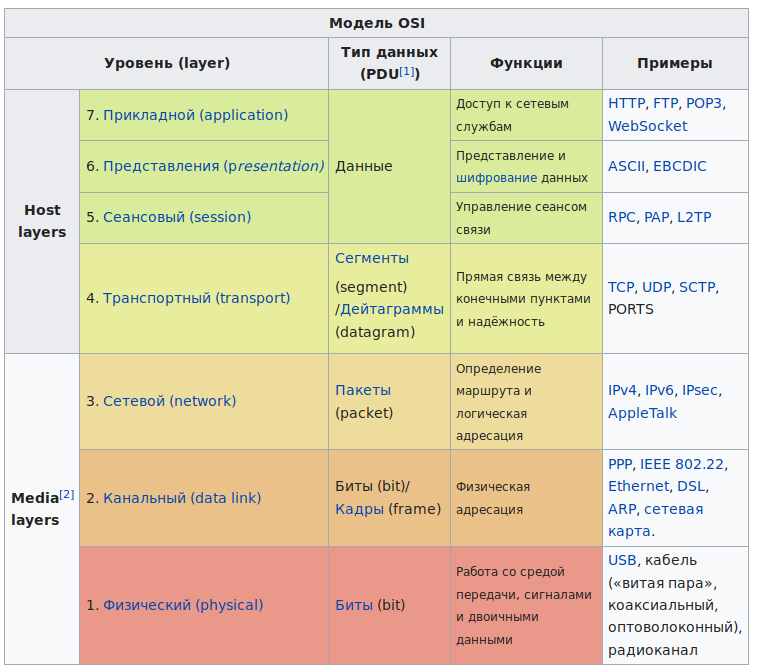 Модель OSI
Уровень (layer)
Тип данных
(PDU[1])
Функции
Примеры
Host
layers
7. Прикладной (application)
Данные
Доступ к сетевым
службам
HTTP, FTP, POP3,
WebSocket
6. Представления (presentation)
Представление и
шифрование данных
ASCII, EBCDIC
5. Сеансовый (session)
Управление сеансом
связи
RPC, PAP, L2TP
4. Транспортный (transport)
Сегменты
(segment)
/Дейтаграммы
(datagram)
Прямая связь между
конечными пунктами
и надёжность
TCP, UDP, SCTP,
PORTS
Media[2]
layers
3. Сетевой (network)
Пакеты
(packet)
Определение
маршрута и
логическая
адресация
IPv4, IPv6, IPsec,
AppleTalk
2. Канальный (data link)
Биты (bit)/
Кадры (frame)
Физическая
адресация
PPP, IEEE 802.22,
Ethernet, DSL,
ARP, сетевая
карта.
1. Физический (physical)
Биты (bit)
Работа со средой
передачи, сигналами
и двоичными
данными
USB, кабель
(«витая пара»,
коаксиальный,
оптоволоконный),
радиоканал